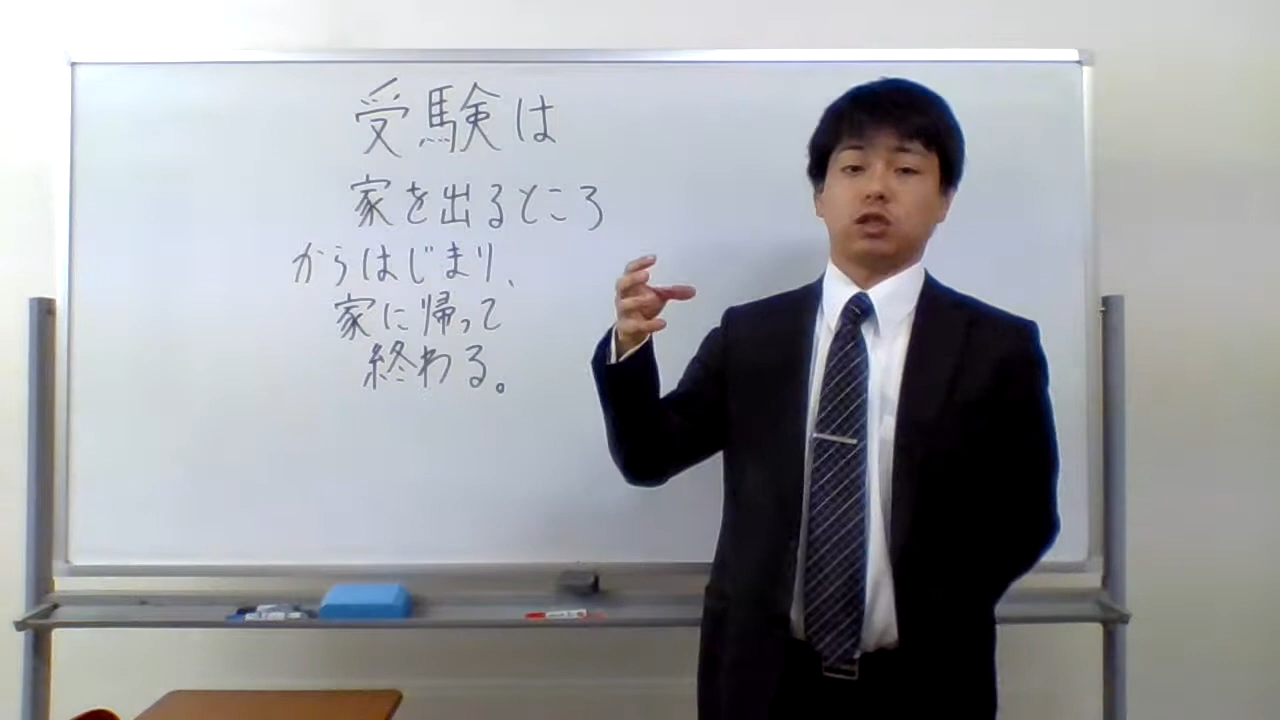 受験は
家を出るところ
からはじまり、
家に帰って
終わる。